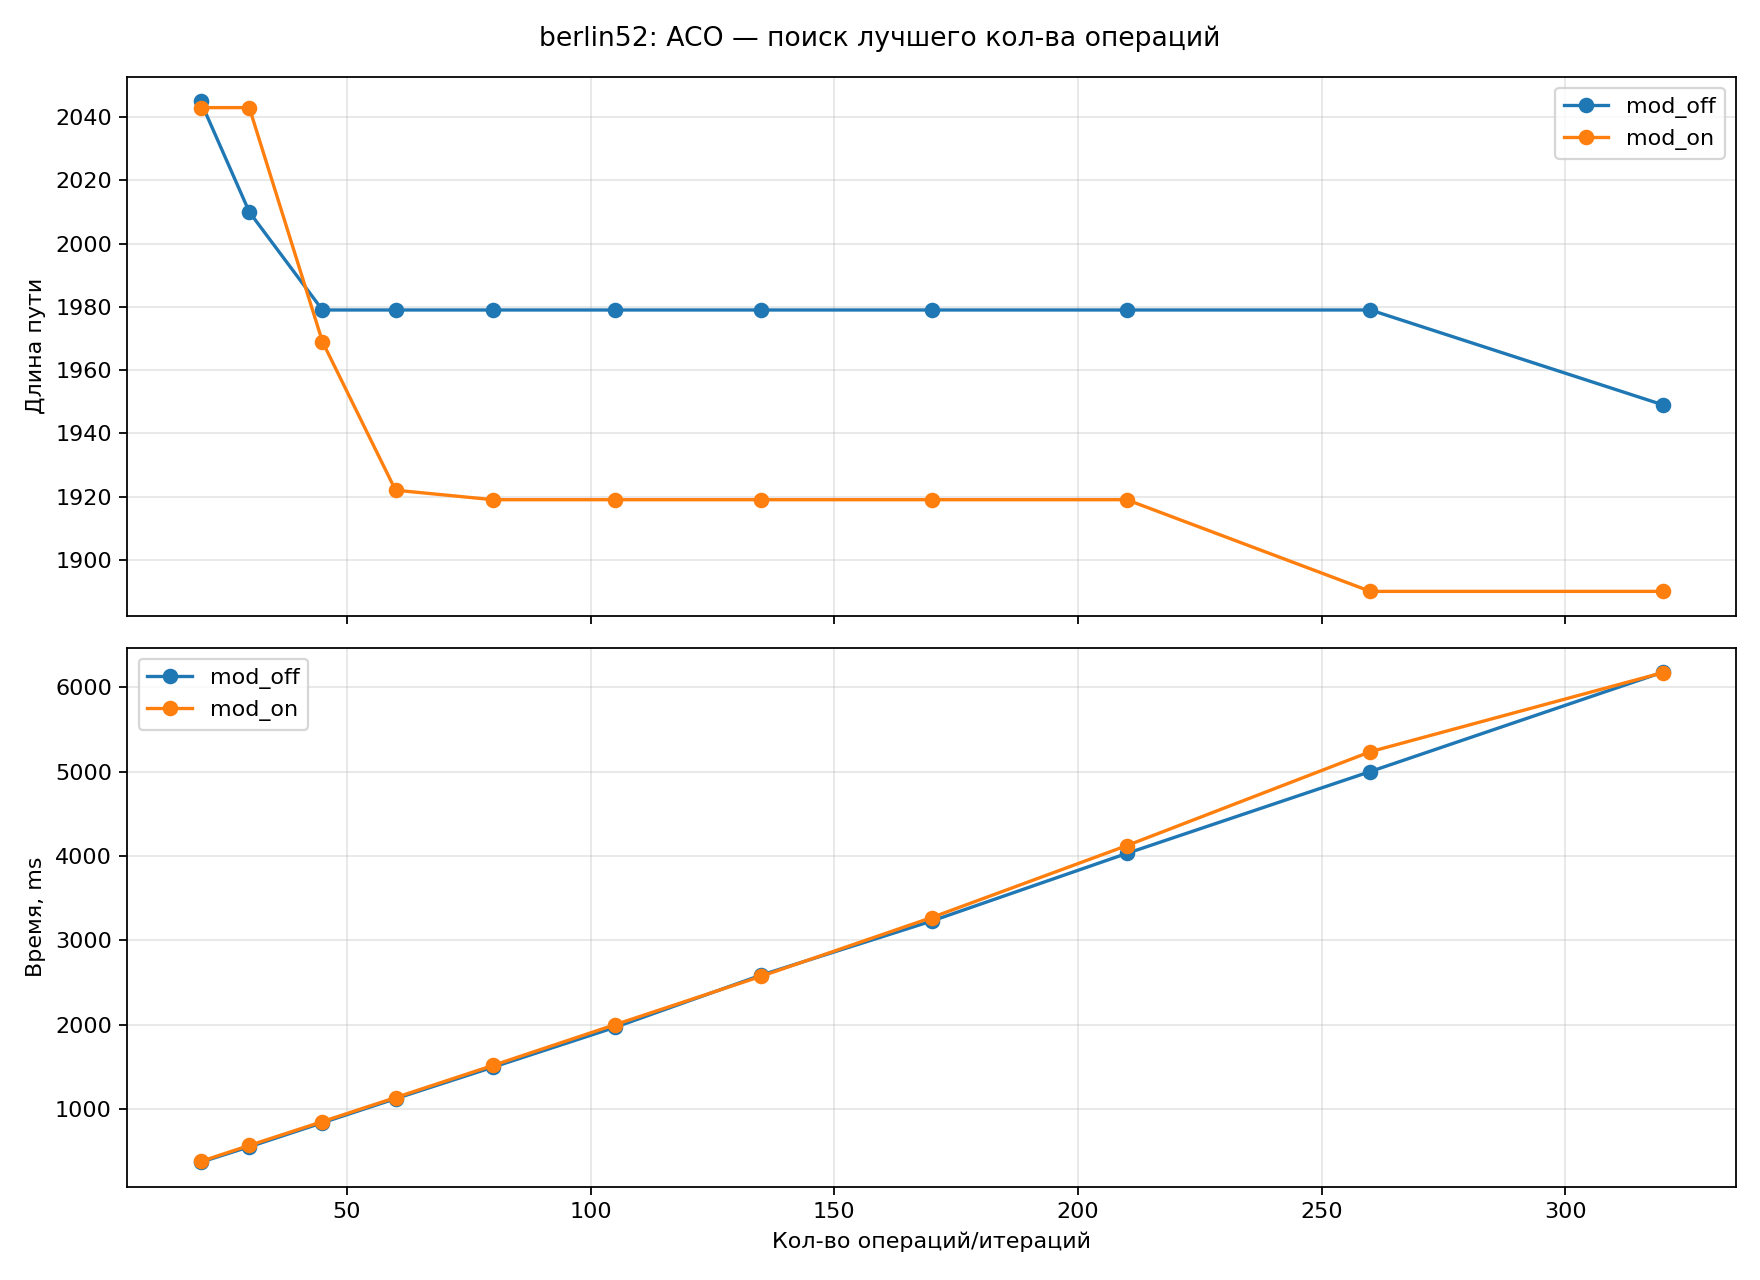 berlin52: ACO — поиск лучшего кол-ва операций
Длина пути
2040
2020
2000
1980
1960
1940
1920
1900
mod_off
mod_on
Время, ms
6000
5000
4000
3000
2000
1000
mod_off
mod_on
50 100 150 200 250 300
Кол-во операций/итераций